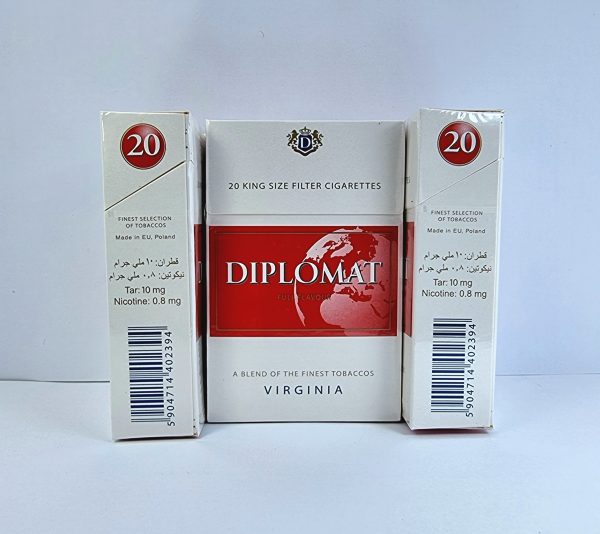 20
FINEST SELECTION
OF TOBACCOS
Made in EU, Poland
قطران: ١٠ ملي جرام
نيكوتين: ٠,٨ ملي جرام
Tar: 10 mg
Nicotine: 0.8 mg
5 904714 402394
D
20 KING SIZE FILTER CIGARETTES
DIPLOMAT
FULL FLAVOUR
A BLEND OF THE FINEST TOBACCOS
VIRGINIA
20
FINEST SELECTION
OF TOBACCOS
Made in EU, Poland
قطران: ١٠ ملي جرام
نيكوتين: ٠,٨ ملي جرام
Tar: 10 mg
Nicotine: 0.8 mg
5 904714 402394